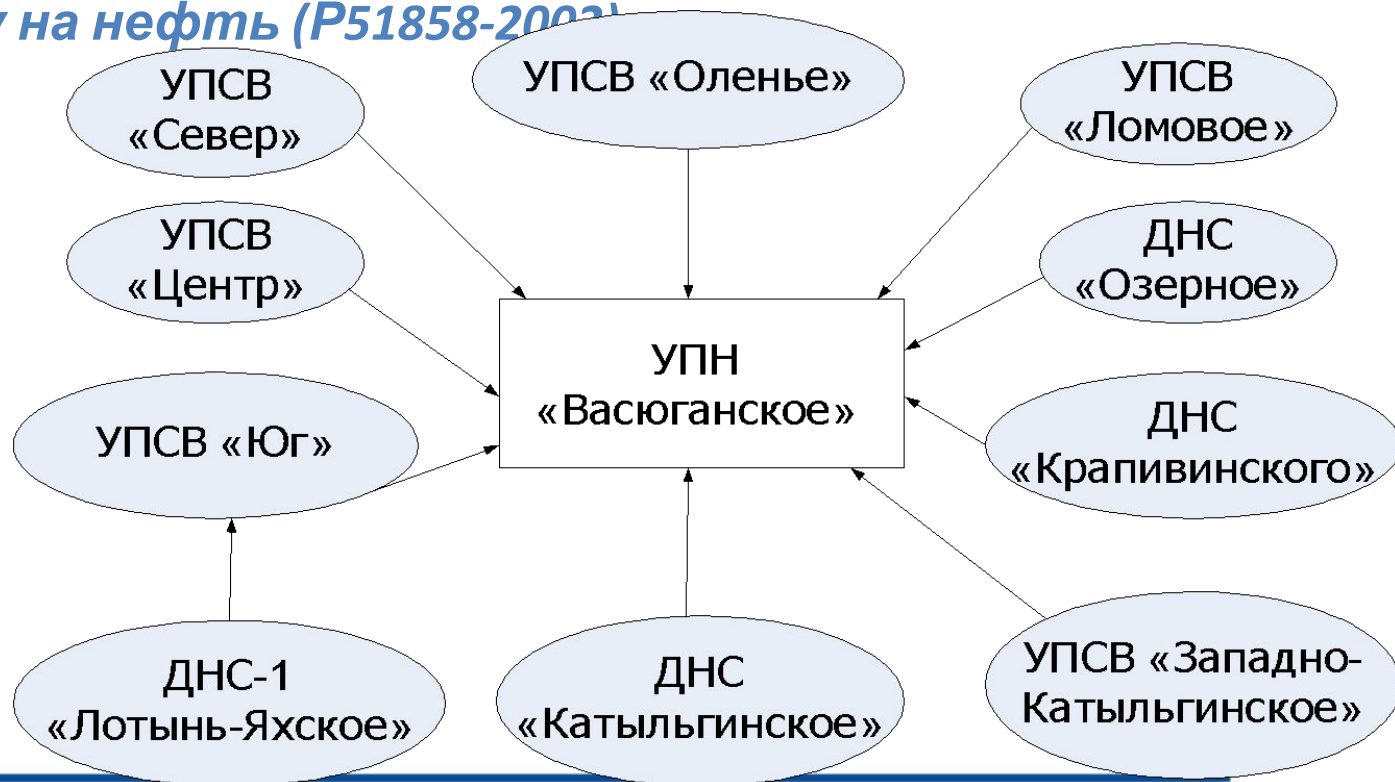 у на нефть (Р51858-2002)
УПСВ
«Север»
УПСВ «Оленье»
УПСВ
«Ломовое»
УПСВ
«Центр»
ДНС
«Озерное»
УПН
«Васюганское»
УПСВ «Юг»
ДНС
«Крапивинского»
ДНС-1
«Лотынь-Яхское»
ДНС
«Катыльгинское»
УПСВ «Западно-
Катыльгинское»